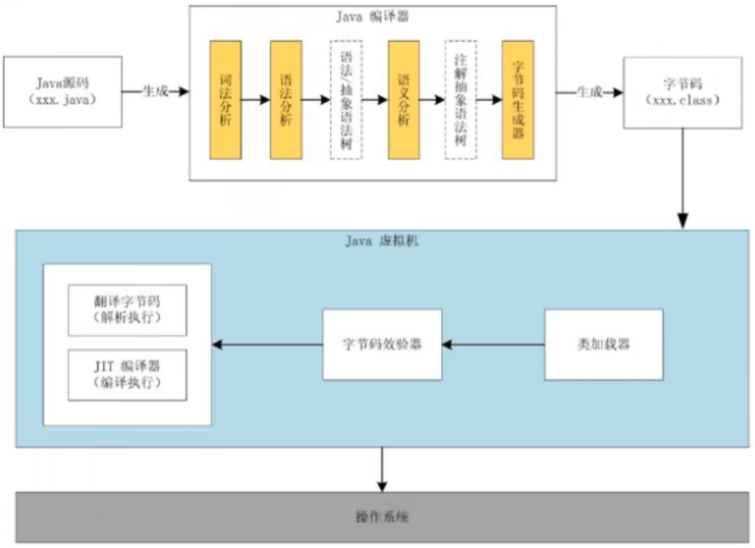 Java 编译器
Java源码
（xxx.java）
生成
词法分析
语法分析
语法/抽象语法树
语义分析
注解抽象语法树
字节码生成器
生成
字节码
（xxx.class）
Java 虚拟机
翻译字节码
（解析执行）
JIT 编译器
（编译执行）
字节码效验器
类加载器
操作系统